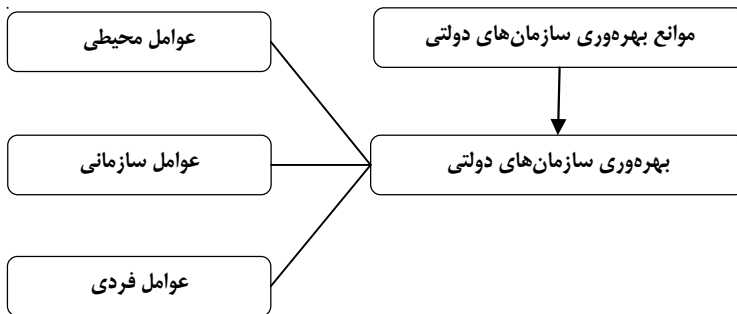 موانع بهره‌وری سازمان‌های دولتی
عوامل محیطی
بهره‌وری سازمان‌های دولتی
عوامل سازمانی
عوامل فردی